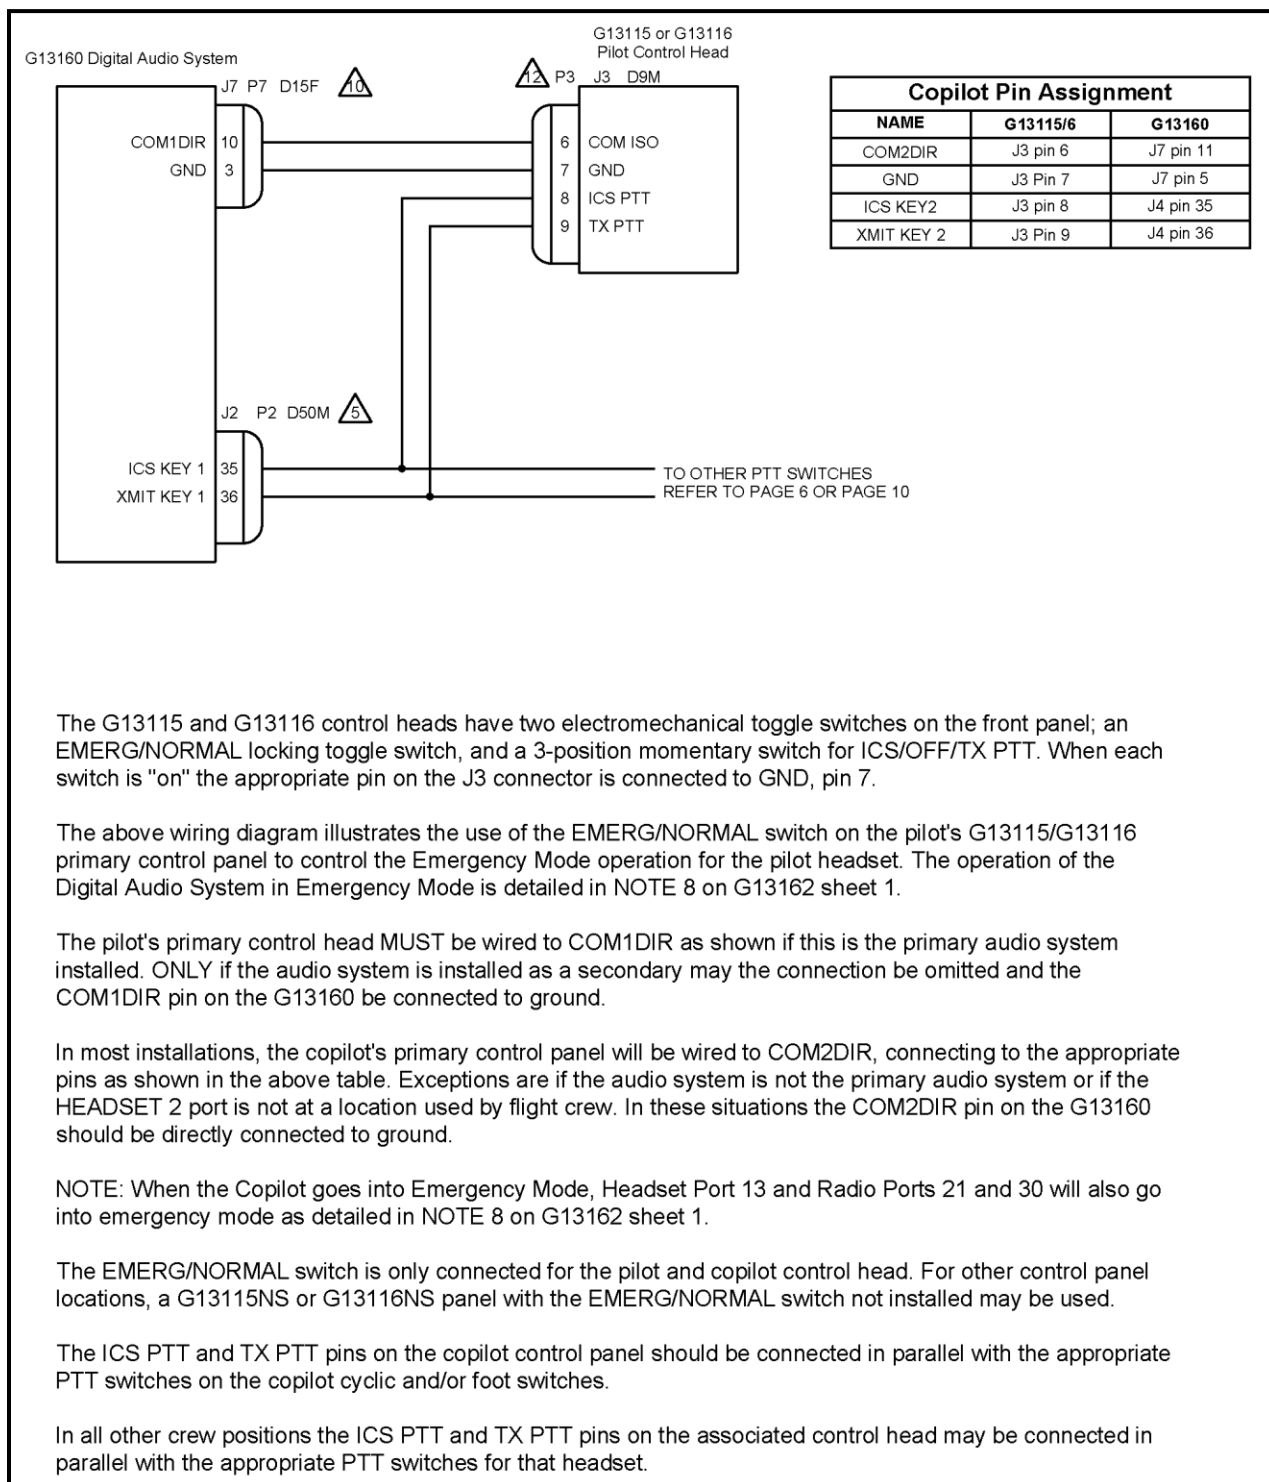 G13115 or G13116
Pilot Control Head
G13160 Digital Audio System
J7 P7 D15F 10
12 P3 J3 D9M
COM1DIR 10
GND 3
6 COM ISO
7 GND
8 ICS PTT
9 TX PTT
Copilot Pin Assignment
NAME G13115/6 G13160
COM2DIR J3 pin 6 J7 pin 11
GND J3 Pin 7 J7 pin 5
ICS KEY2 J3 pin 8 J4 pin 35
XMIT KEY 2 J3 Pin 9 J4 pin 36
J2 P2 D50M 5
ICS KEY 1 35
XMIT KEY 1 36
TO OTHER PTT SWITCHES
REFER TO PAGE 6 OR PAGE 10
The G13115 and G13116 control heads have two electromechanical toggle switches on the front panel; an
EMERG/NORMAL locking toggle switch, and a 3-position momentary switch for ICS/OFF/TX PTT. When each
switch is "on" the appropriate pin on the J3 connector is connected to GND, pin 7.
The above wiring diagram illustrates the use of the EMERG/NORMAL switch on the pilot's G13115/G13116
primary control panel to control the Emergency Mode operation for the pilot headset. The operation of the
Digital Audio System in Emergency Mode is detailed in NOTE 8 on G13162 sheet 1.
The pilot's primary control head MUST be wired to COM1DIR as shown if this is the primary audio system
installed. ONLY if the audio system is installed as a secondary may the connection be omitted and the
COM1DIR pin on the G13160 be connected to ground.
In most installations, the copilot's primary control panel will be wired to COM2DIR, connecting to the appropriate
pins as shown in the above table. Exceptions are if the audio system is not the primary audio system or if the
HEADSET 2 port is not at a location used by flight crew. In these situations the COM2DIR pin on the G13160
should be directly connected to ground.
NOTE: When the Copilot goes into Emergency Mode, Headset Port 13 and Radio Ports 21 and 30 will also go
into emergency mode as detailed in NOTE 8 on G13162 sheet 1.
The EMERG/NORMAL switch is only connected for the pilot and copilot control head. For other control panel
locations, a G13115NS or G13116NS panel with the EMERG/NORMAL switch not installed may be used.
The ICS PTT and TX PTT pins on the copilot control panel should be connected in parallel with the appropriate
PTT switches on the copilot cyclic and/or foot switches.
In all other crew positions the ICS PTT and TX PTT pins on the associated control head may be connected in
parallel with the appropriate PTT switches for that headset.